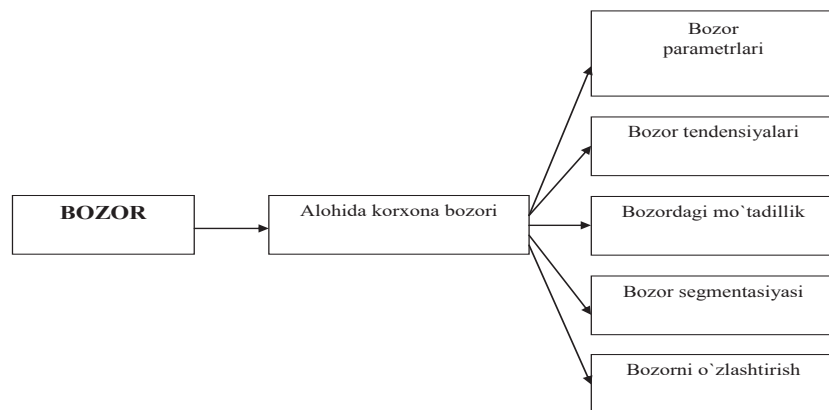 Bozor
parametrlari
Bozor tendensiyalari
BOZOR
Alohida korxona bozori
Bozordagi mo`tadillik
Bozor segmentasiyasi
Bozorni o`zlashtirish